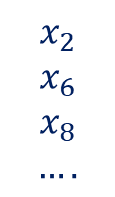 x₂
x₆
x₈
....